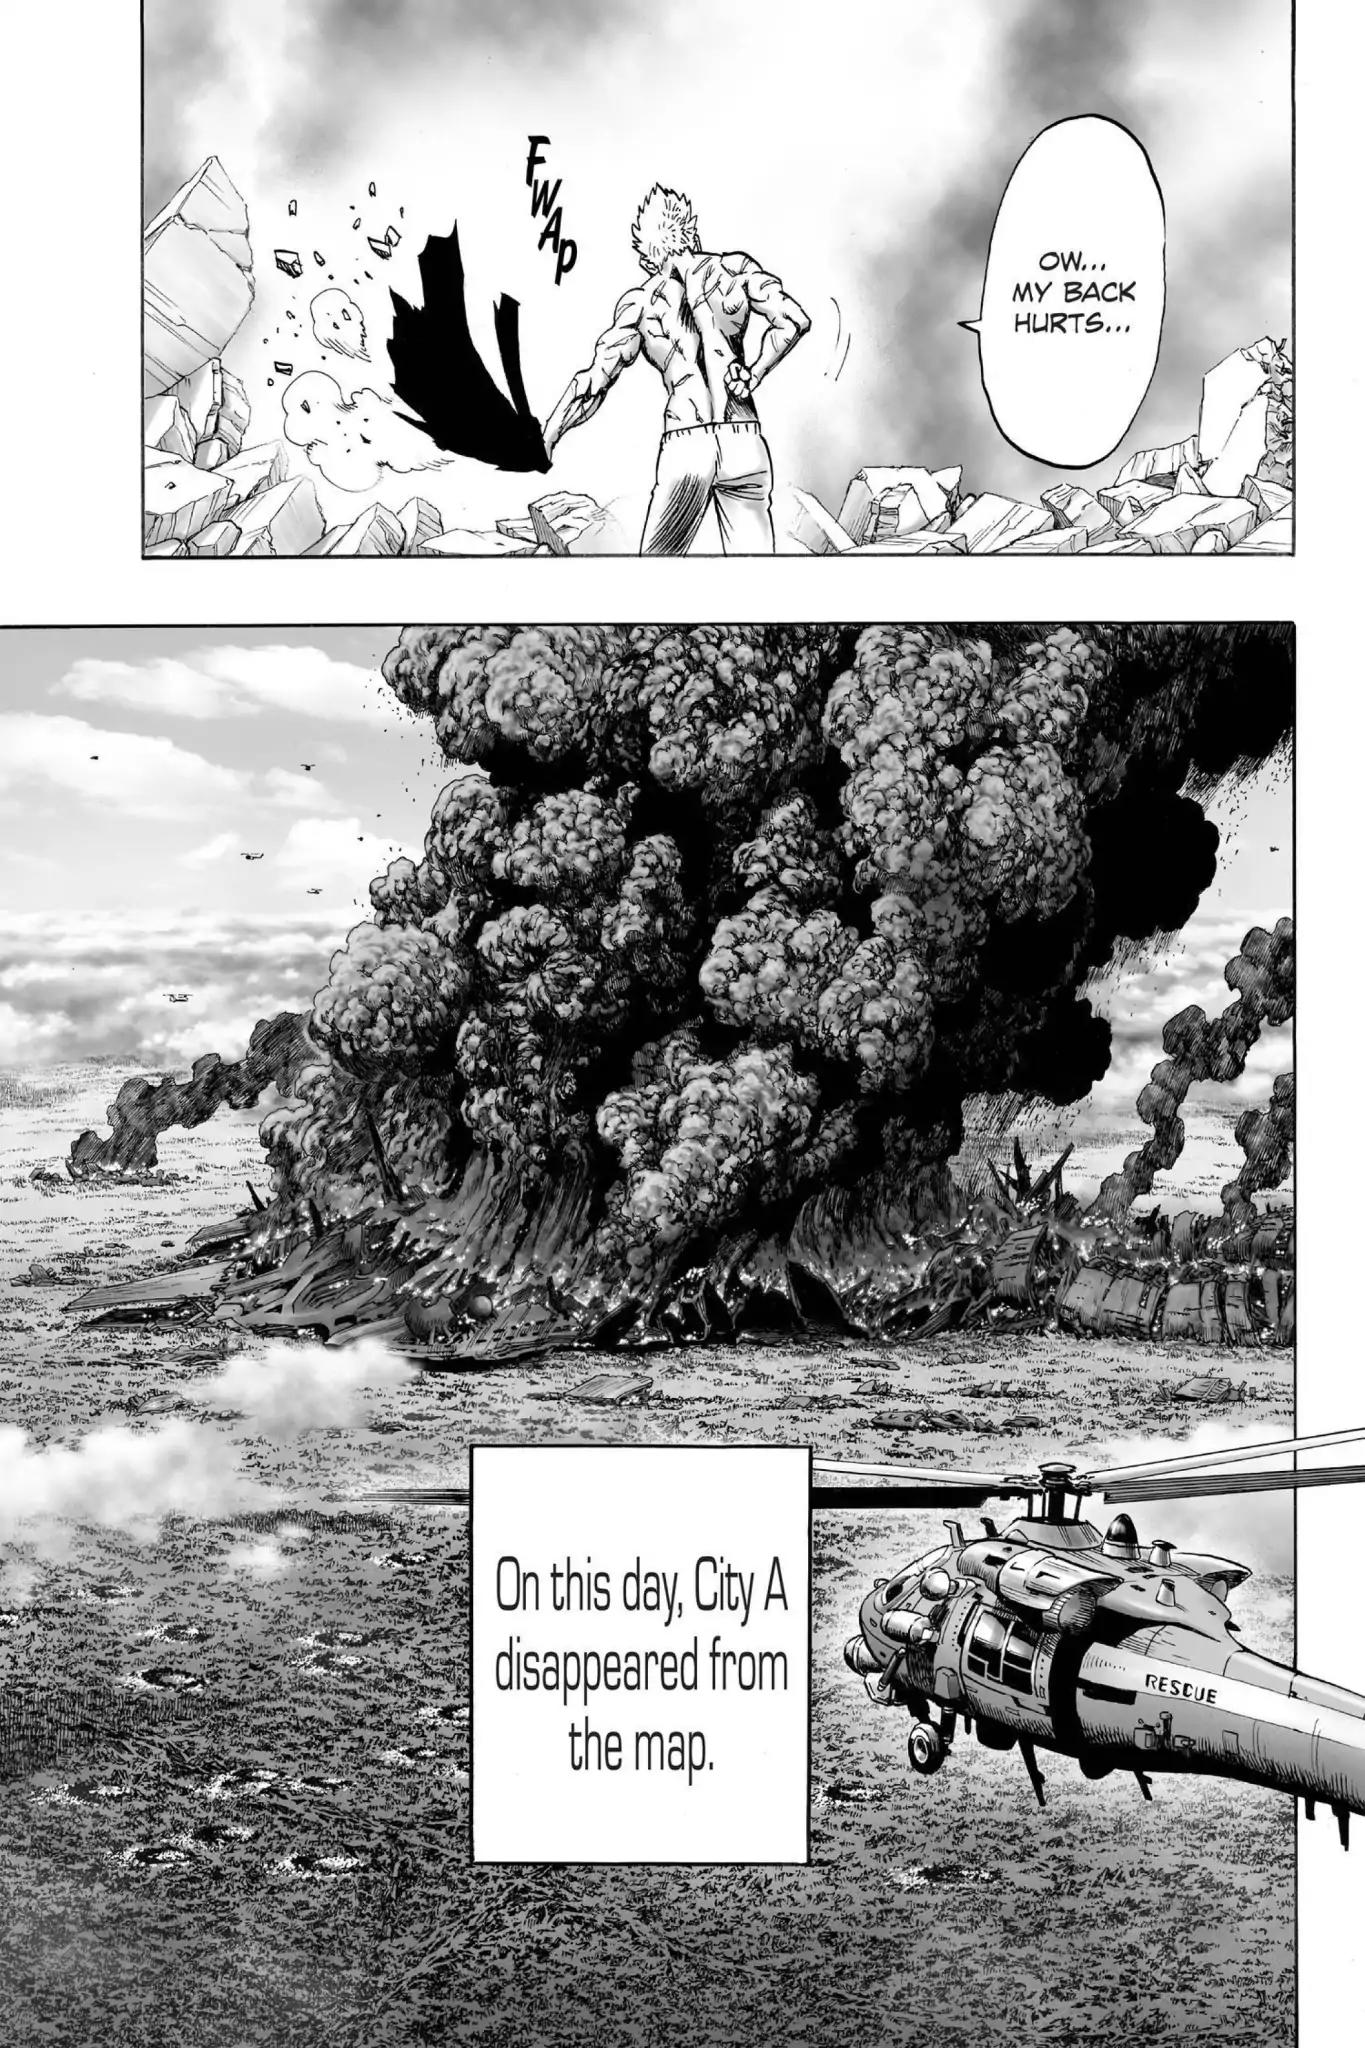 FWAP
OW...
MY BACK
HURTS...
On this day, City A
disappeared from
the map.
RESCUE